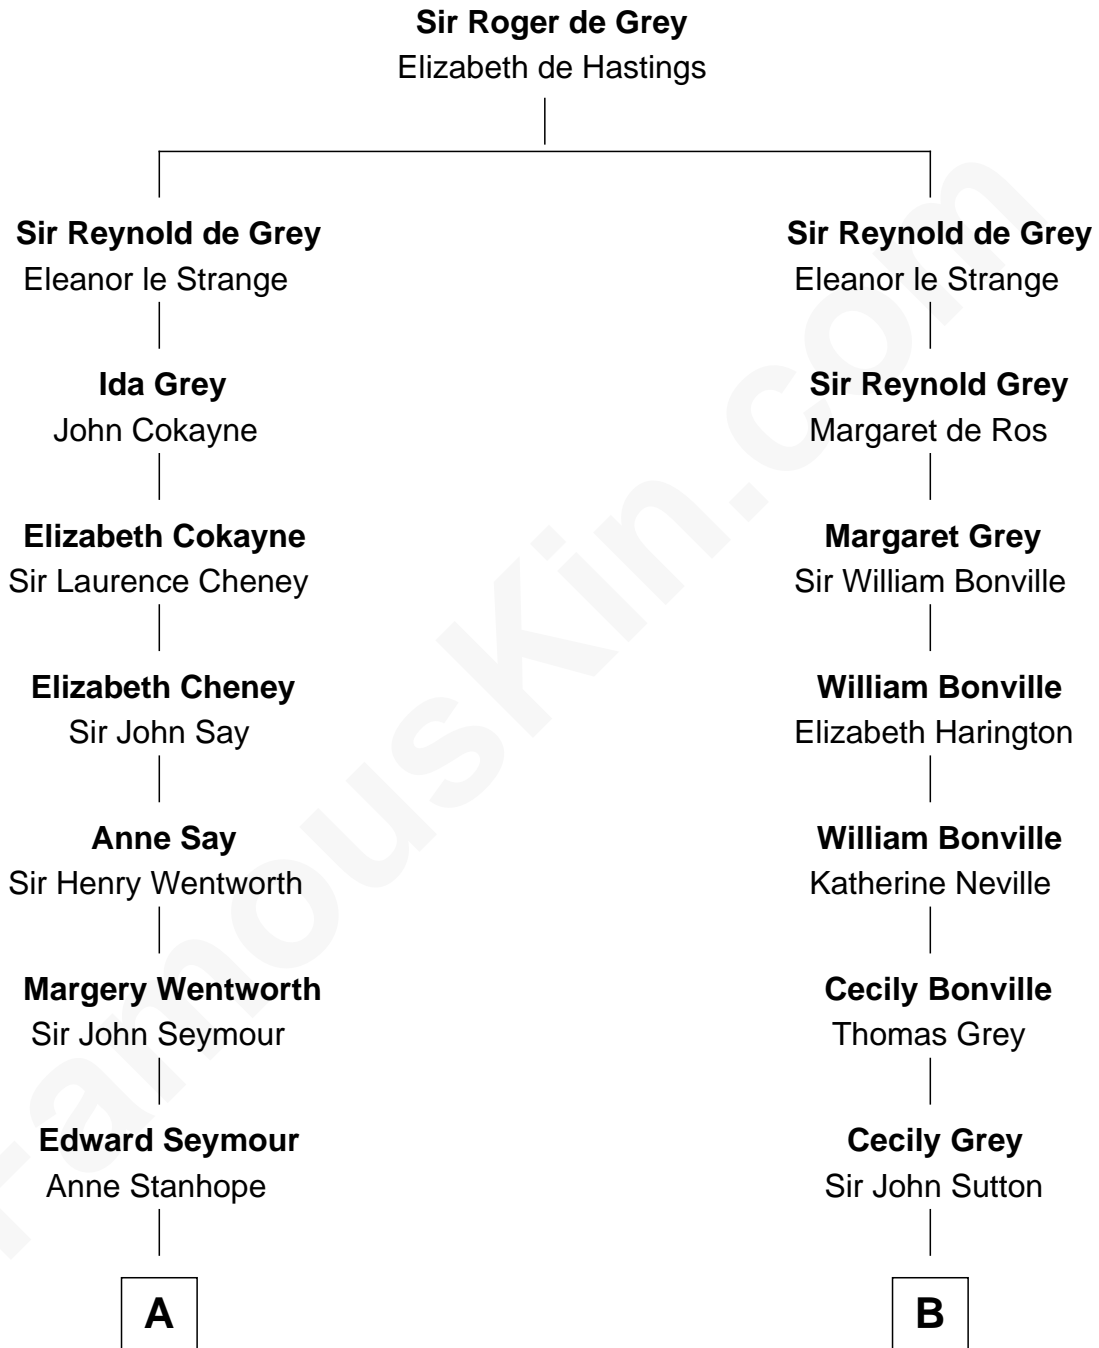 Sir Roger de Grey
Elizabeth de Hastings
Sir Reynold de Grey
Eleanor le Strange
Sir Reynold de Grey
Eleanor le Strange
Ida Grey
John Cokayne
Sir Reynold Grey
Margaret de Ros
Elizabeth Cokayne
Sir Laurence Cheney
Margaret Grey
Sir William Bonville
Elizabeth Cheney
Sir John Say
William Bonville
Elizabeth Harington
Anne Say
Sir Henry Wentworth
William Bonville
Katherine Neville
Margery Wentworth
Sir John Seymour
Cecily Bonville
Thomas Grey
Edward Seymour
Anne Stanhope
Cecily Grey
Sir John Sutton
A
B
FamousKin.com